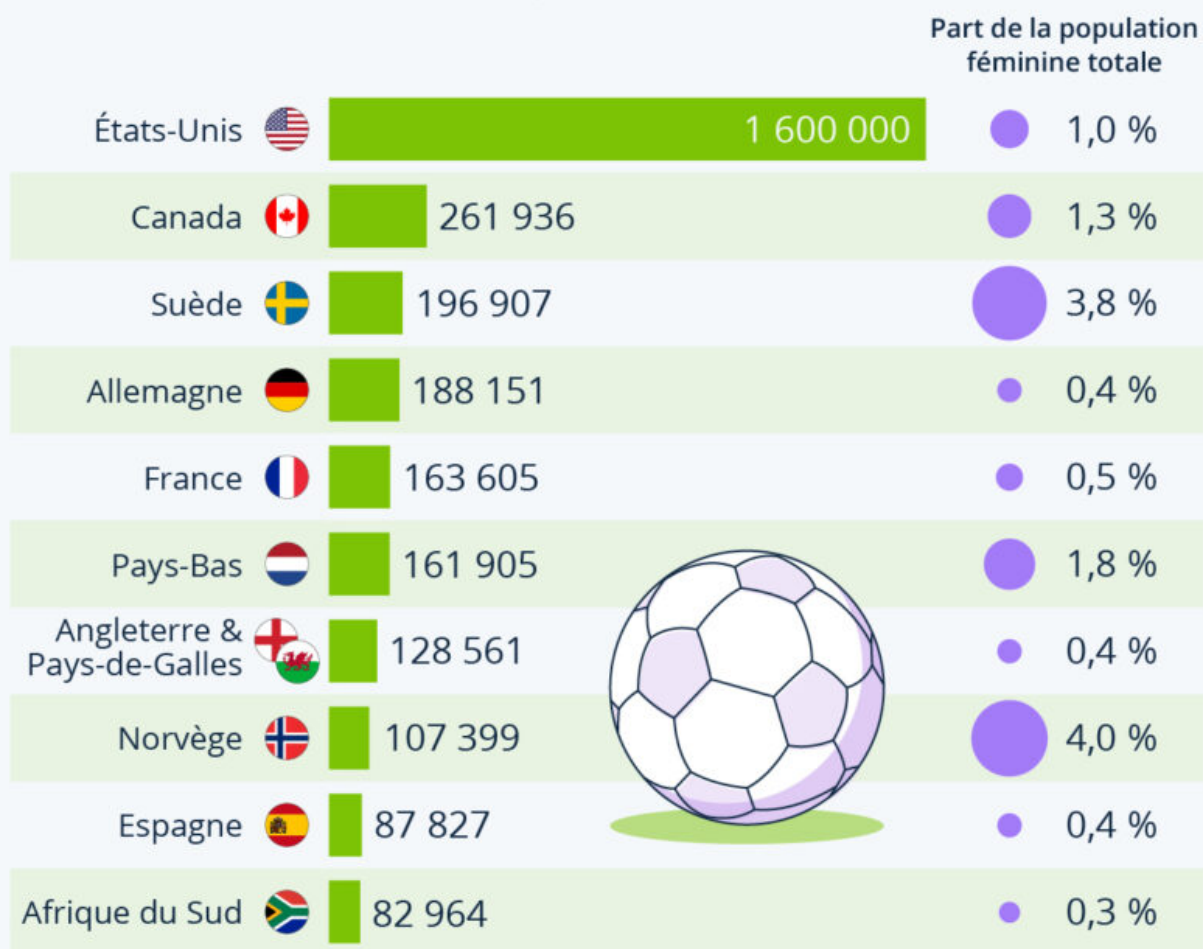 Part de la population
féminine totale
États-Unis 1 600 000 1,0 %
Canada 261 936 1,3 %
Suède 196 907 3,8 %
Allemagne 188 151 0,4 %
France 163 605 0,5 %
Pays-Bas 161 905 1,8 %
Angleterre &
Pays-de-Galles 128 561 0,4 %
Norvège 107 399 4,0 %
Espagne 87 827 0,4 %
Afrique du Sud 82 964 0,3 %